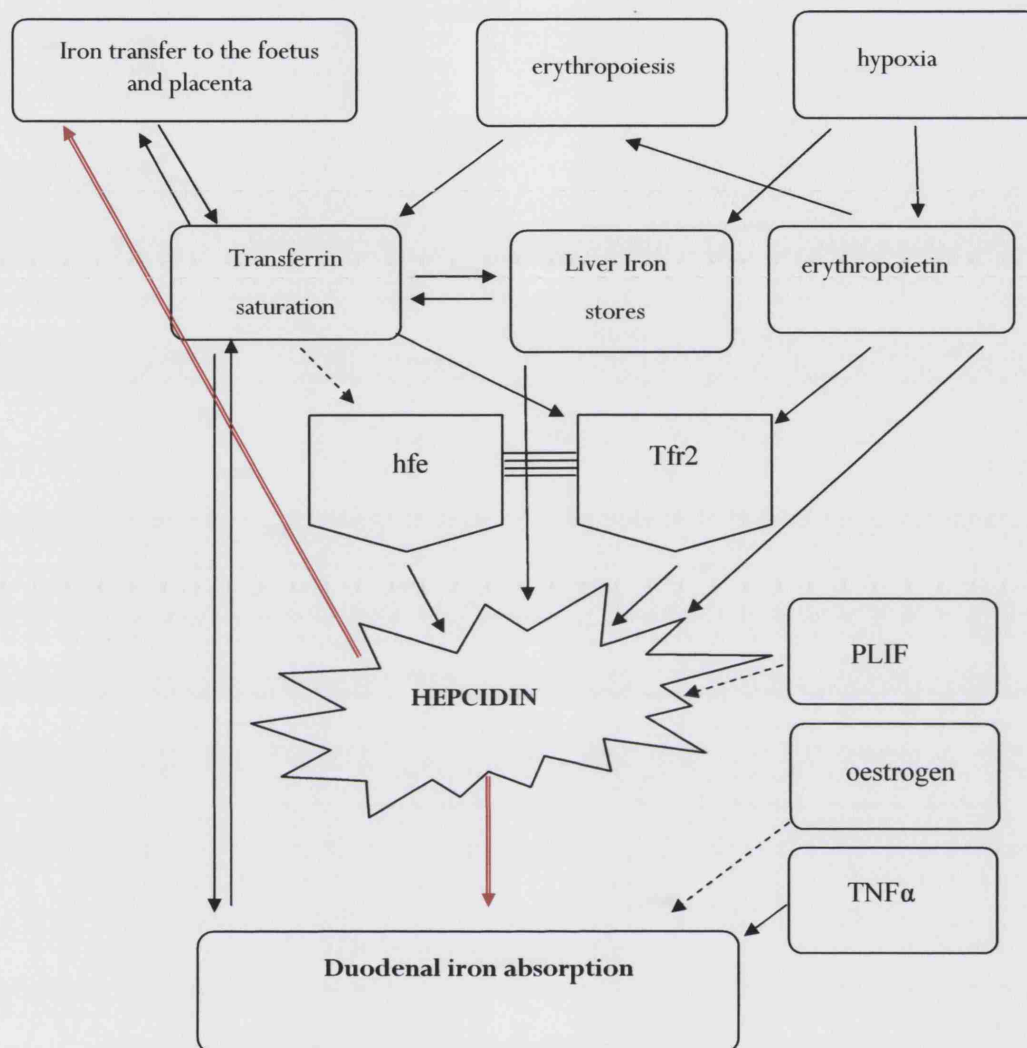 Iron transfer to the foetus
and placenta
erythropoiesis
hypoxia
Transferrin
saturation
Liver Iron
stores
erythropoietin
hfe
Tfr2
HEPCIDIN
PLIF
oestrogen
TNFα
Duodenal iron absorption